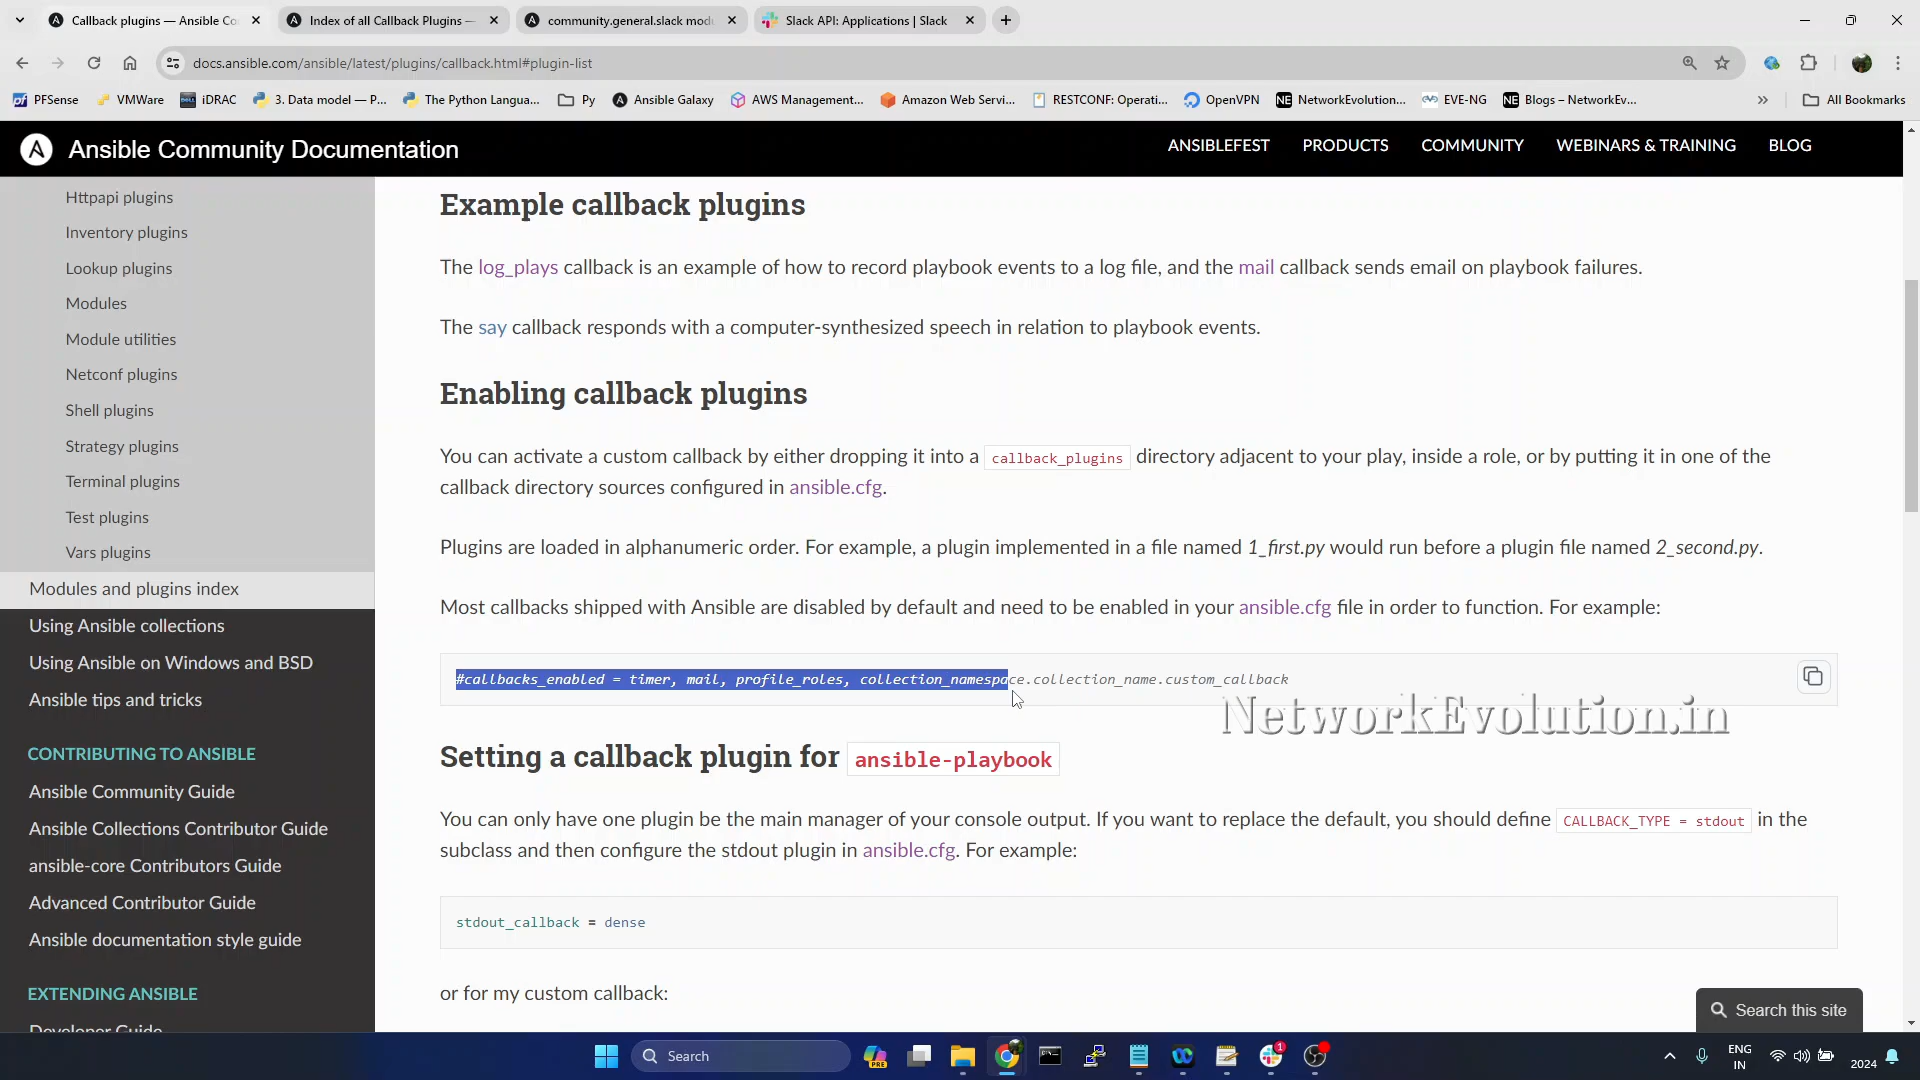 Callback plugins — Ansible Co
Index of all Callback Plugins —
community.general.slack modu
Slack API: Applications | Slack
docs.ansible.com/ansible/latest/plugins/callback.html#plugin-list
PFSense
VMWare
iDRAC
3. Data model — P...
The Python Langua...
Py
Ansible Galaxy
AWS Management...
Amazon Web Servi...
RESTCONF: Operati...
OpenVPN
NetworkEvolution...
EVE-NG
Blogs – NetworkEv...
All Bookmarks
Ansible Community Documentation
ANSIBLEFEST
PRODUCTS
COMMUNITY
WEBINARS & TRAINING
BLOG
Httpapi plugins
Inventory plugins
Lookup plugins
Modules
Module utilities
Netconf plugins
Shell plugins
Strategy plugins
Terminal plugins
Test plugins
Vars plugins
Modules and plugins index
Using Ansible collections
Using Ansible on Windows and BSD
Ansible tips and tricks
CONTRIBUTING TO ANSIBLE
Ansible Community Guide
Ansible Collections Contributor Guide
ansible-core Contributors Guide
Advanced Contributor Guide
Ansible documentation style guide
EXTENDING ANSIBLE
Developer Guide
Example callback plugins
The log_plays callback is an example of how to record playbook events to a log file, and the mail callback sends email on playbook failures.
The say callback responds with a computer-synthesized speech in relation to playbook events.
Enabling callback plugins
You can activate a custom callback by either dropping it into a callback_plugins directory adjacent to your play, inside a role, or by putting it in one of the
callback directory sources configured in ansible.cfg.
Plugins are loaded in alphanumeric order. For example, a plugin implemented in a file named 1_first.py would run before a plugin file named 2_second.py.
Most callbacks shipped with Ansible are disabled by default and need to be enabled in your ansible.cfg file in order to function. For example:
#callbacks_enabled = timer, mail, profile_roles, collection_namespace.collection_name.custom_callback
NetworkEvolution.in
Setting a callback plugin for ansible-playbook
You can only have one plugin be the main manager of your console output. If you want to replace the default, you should define CALLBACK_TYPE = stdout in the
subclass and then configure the stdout plugin in ansible.cfg. For example:
stdout_callback = dense
or for my custom callback:
Search this site
Search
PRE
1
ENG
IN
2024